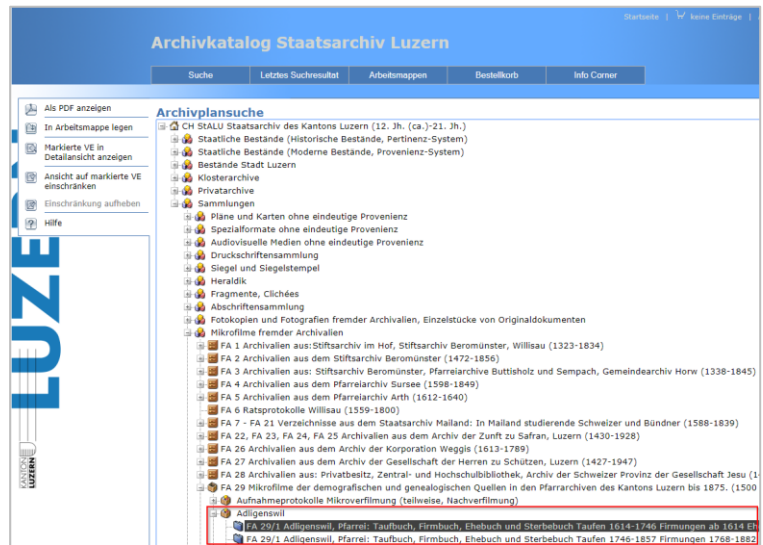 Startseite | keine Einträge |
Archivkatalog Staatsarchiv Luzern
Suche Letztes Suchresultat Arbeitsmappen Bestellkorb Info Corner
Als PDF anzeigen
In Arbeitsmappe legen
Markierte VE in
Detailansicht anzeigen
Ansicht auf markierte VE
einschränken
Einschränkung aufheben
Hilfe
LUZE
KANTON
LUZERN
Archivplansuche
CH StALU Staatsarchiv des Kantons Luzern (12. Jh. (ca.)-21. Jh.)
Staatliche Bestände (Historische Bestände, Pertinenz-System)
Staatliche Bestände (Moderne Bestände, Provenienz-System)
Bestände Stadt Luzern
Klosterarchive
Privatarchive
Sammlungen
Pläne und Karten ohne eindeutige Provenienz
Spezialformate ohne eindeutige Provenienz
Audiovisuelle Medien ohne eindeutige Provenienz
Druckschriftensammlung
Siegel und Siegelstempel
Heraldik
Fragmente, Clichées
Abschriftensammlung
Fotokopien und Fotografien fremder Archivalien, Einzelstücke von Originaldokumenten
Mikrofilme fremder Archivalien
FA 1 Archivalien aus:Stiftsarchiv im Hof, Stiftsarchiv Beromünster, Willisau (1323-1834)
FA 2 Archivalien aus dem Stiftsarchiv Beromünster (1472-1856)
FA 3 Archivalien aus: Stiftsarchiv Beromünster, Pfarreiarchive Buttisholz und Sempach, Gemeindearchiv Horw (1338-1845)
FA 4 Archivalien aus dem Pfarreiarchiv Sursee (1598-1849)
FA 5 Archivalien aus dem Pfarreiarchiv Arth (1612-1640)
FA 6 Ratsprotokolle Willisau (1559-1800)
FA 7 - FA 21 Verzeichnisse aus dem Staatsarchiv Mailand: In Mailand studierende Schweizer und Bündner (1588-1839)
FA 22, FA 23, FA 24, FA 25 Archivalien aus dem Archiv der Zunft zu Safran, Luzern (1430-1928)
FA 26 Archivalien aus dem Archiv der Korporation Weggis (1613-1789)
FA 27 Archivalien aus dem Archiv der Gesellschaft der Herren zu Schützen, Luzern (1427-1947)
FA 28 Archivalien aus: Privatbesitz, Zentral- und Hochschulbibliothek, Archiv der Schweizer Provinz der Gesellschaft Jesu (1-
FA 29 Mikrofilme der demografischen und genealogischen Quellen in den Pfarrarchiven des Kantons Luzern bis 1875. (1500
Aufnahmeprotokolle Mikroverfilmung (teilweise, Nachverfilmung)
Adligenswil
FA 29/1 Adligenswil, Pfarrei: Taufbuch, Firmbuch, Ehebuch und Sterbebuch Taufen 1614-1746 Firmungen ab 1614 Eh
FA 29/1 Adligenswil, Pfarrei: Taufbuch, Firmbuch, Ehebuch und Sterbebuch Taufen 1746-1857 Firmungen 1768-1882